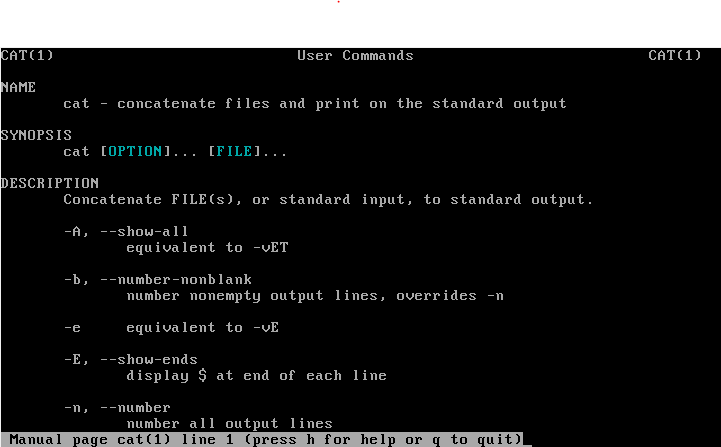 CAT(1) User Commands CAT(1)
NAME
cat - concatenate files and print on the standard output
SYNOPSIS
cat [OPTION]... [FILE]...
DESCRIPTION
Concatenate FILE(s), or standard input, to standard output.
-A, --show-all
equivalent to -vET
-b, --number-nonblank
number nonempty output lines, overrides -n
-e equivalent to -vE
-E, --show-ends
display $ at end of each line
-n, --number
number all output lines
Manual page cat(1) line 1 (press h for help or q to quit)